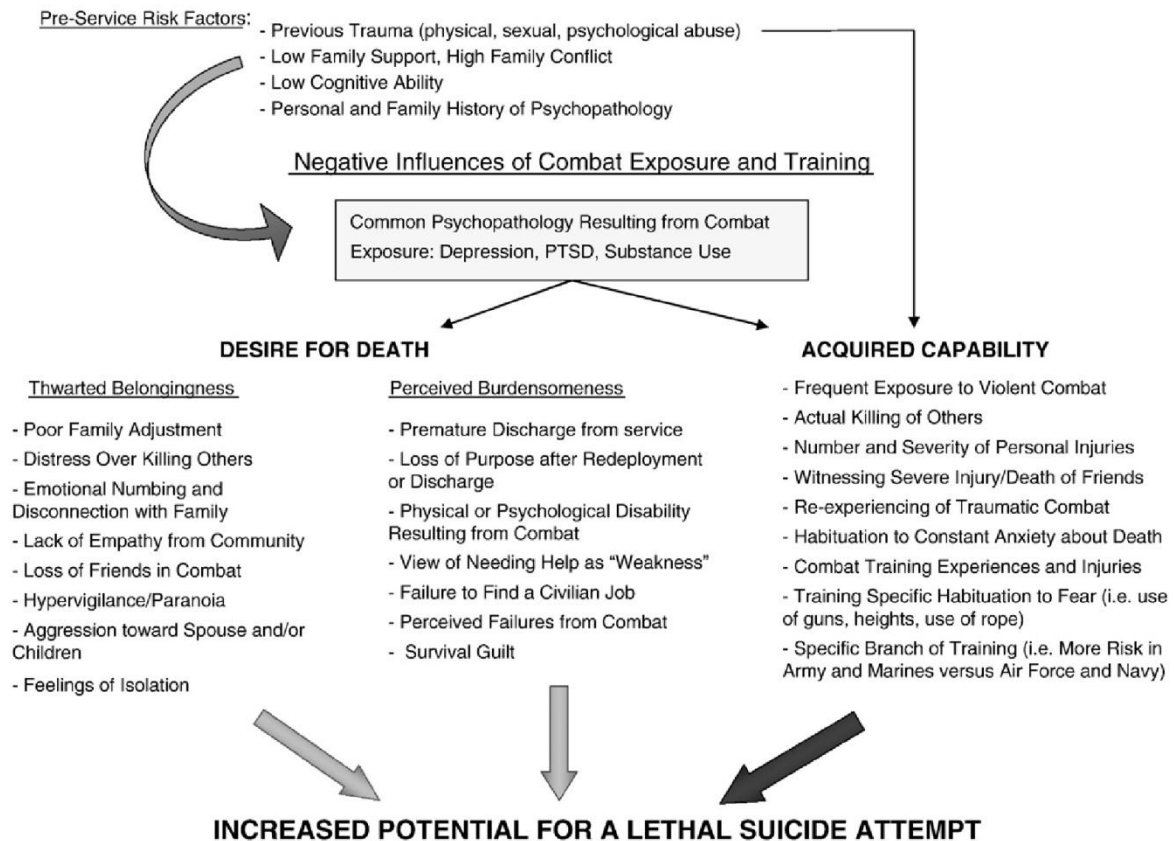 Pre-Service Risk Factors:
- Previous Trauma (physical, sexual, psychological abuse)
- Low Family Support, High Family Conflict
- Low Cognitive Ability
- Personal and Family History of Psychopathology
Negative Influences of Combat Exposure and Training
Common Psychopathology Resulting from Combat
Exposure: Depression, PTSD, Substance Use
DESIRE FOR DEATH
Thwarted Belongingness
- Poor Family Adjustment
- Distress Over Killing Others
- Emotional Numbing and
Disconnection with Family
- Lack of Empathy from Community
- Loss of Friends in Combat
- Hypervigilance/Paranoia
- Aggression toward Spouse and/or
Children
- Feelings of Isolation
Perceived Burdensomeness
- Premature Discharge from service
- Loss of Purpose after Redeployment
or Discharge
- Physical or Psychological Disability
Resulting from Combat
- View of Needing Help as “Weakness”
- Failure to Find a Civilian Job
- Perceived Failures from Combat
- Survival Guilt
ACQUIRED CAPABILITY
- Frequent Exposure to Violent Combat
- Actual Killing of Others
- Number and Severity of Personal Injuries
- Witnessing Severe Injury/Death of Friends
- Re-experiencing of Traumatic Combat
- Habituation to Constant Anxiety about Death
- Combat Training Experiences and Injuries
- Training Specific Habituation to Fear (i.e. use
of guns, heights, use of rope)
- Specific Branch of Training (i.e. More Risk in
Army and Marines versus Air Force and Navy)
INCREASED POTENTIAL FOR A LETHAL SUICIDE ATTEMPT